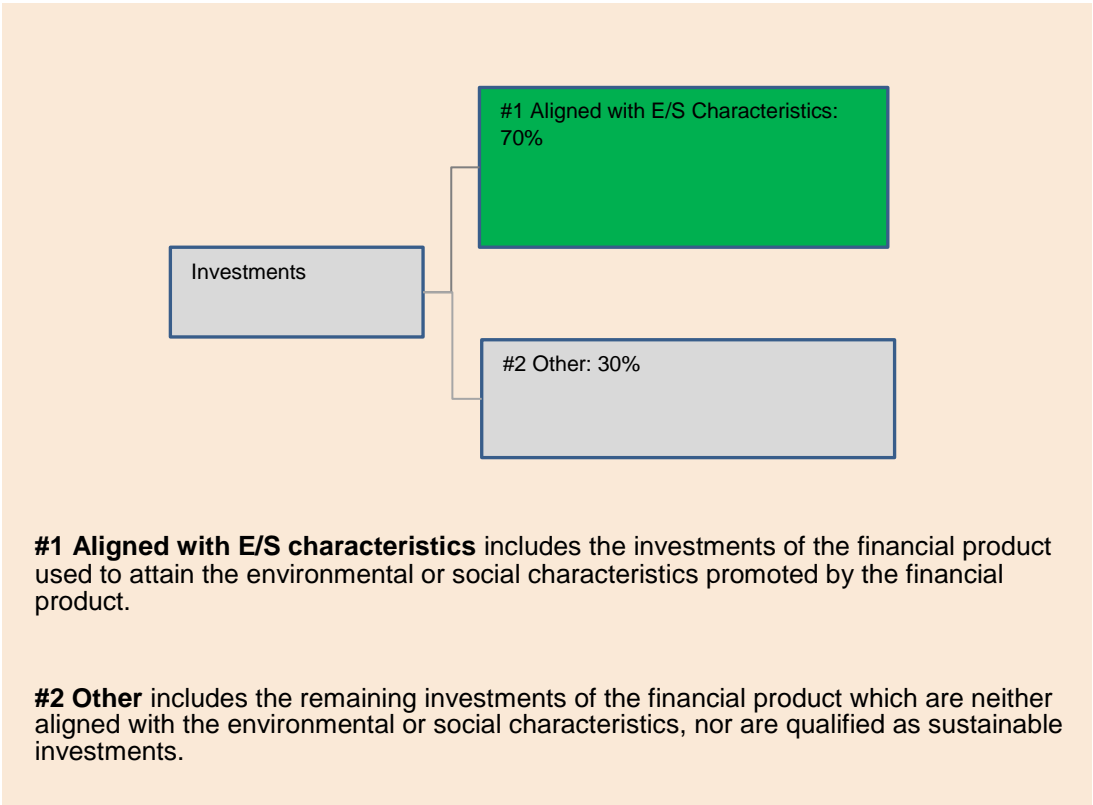 #1 Aligned with E/S Characteristics:
70%
Investments
#2 Other: 30%
#1 Aligned with E/S characteristics includes the investments of the financial product
used to attain the environmental or social characteristics promoted by the financial
product.
#2 Other includes the remaining investments of the financial product which are neither
aligned with the environmental or social characteristics, nor are qualified as sustainable
investments.